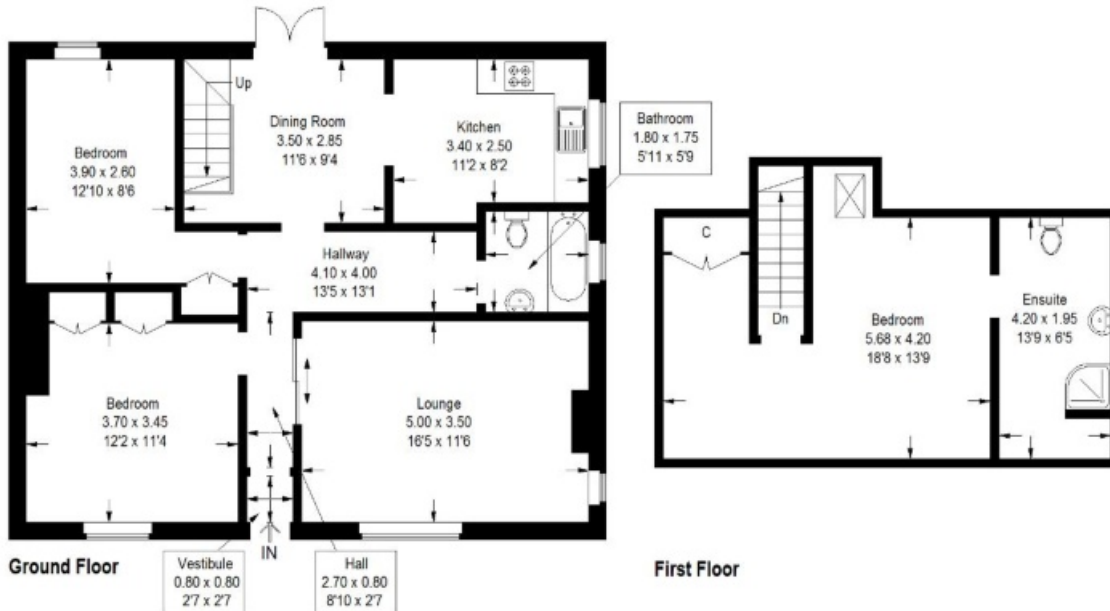 Up
Dining Room
3.50 x 2.85
11'6 x 9'4
Kitchen
3.40 x 2.50
11'2 x 8'2
Bathroom
1.80 x 1.75
5'11 x 5'9
Bedroom
3.90 x 2.60
12'10 x 8'6
Hallway
4.10 x 4.00
13'5 x 13'1
Bedroom
3.70 x 3.45
12'2 x 11'4
Lounge
5.00 x 3.50
16'5 x 11'6
IN
Ground Floor
Vestibule
0.80 x 0.80
2'7 x 2'7
Hall
2.70 x 0.80
8'10 x 2'7
C
Dn
Bedroom
5.68 x 4.20
18'8 x 13'9
Ensuite
4.20 x 1.95
13'9 x 6'5
First Floor